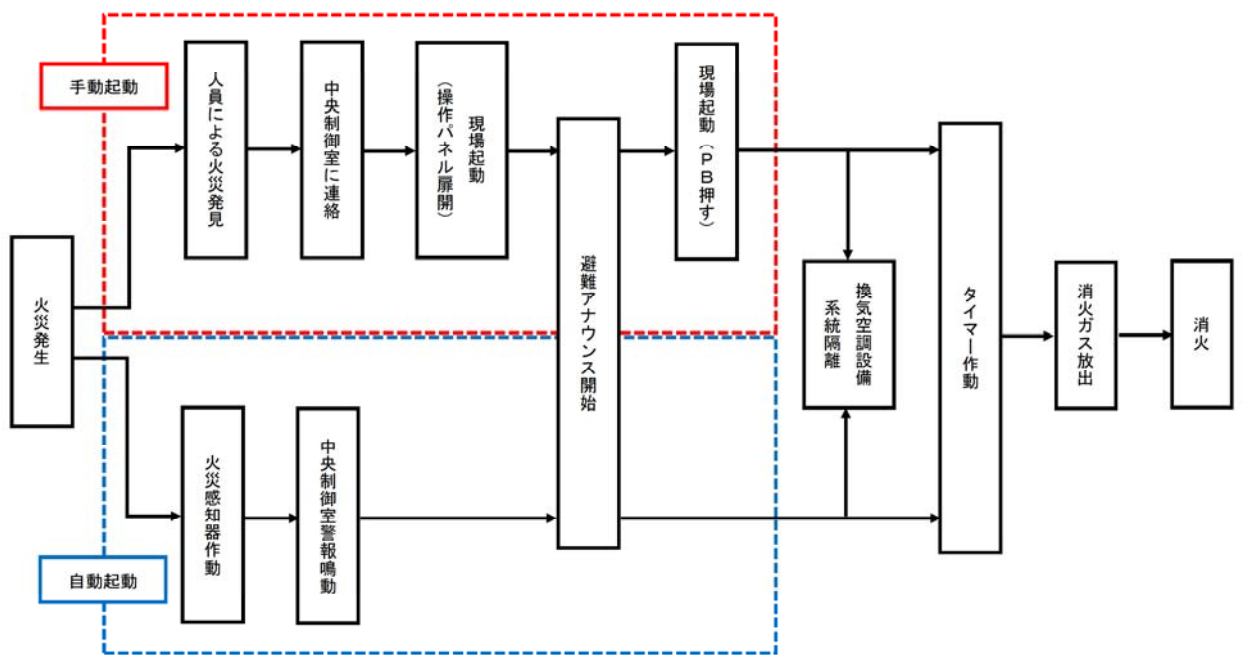 手動起動
人員による火災発見
中央制御室に連絡
現場起動
（操作パネル扉開）
現場起動（ＰＢ押す）
火災発生
避難アナウンス開始
換気空調設備
系統隔離
タイマー作動
消火ガス放出
消火
火災感知器作動
中央制御室警報鳴動
自動起動